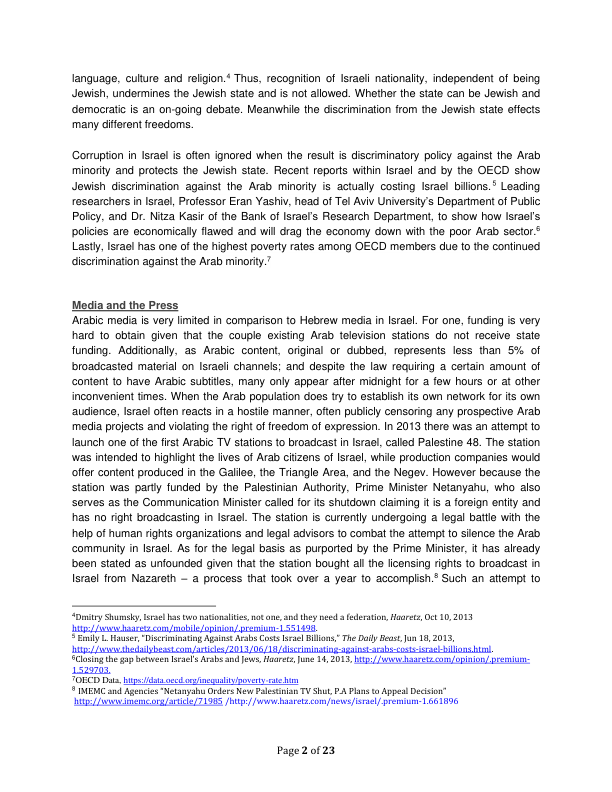 language, culture and religion.4 Thus, recognition of Israeli nationality, independent of being
Jewish, undermines the Jewish state and is not allowed. Whether the state can be Jewish and
democratic is an on-going debate. Meanwhile the discrimination from the Jewish state effects
many different freedoms.
Corruption in Israel is often ignored when the result is discriminatory policy against the Arab
minority and protects the Jewish state. Recent reports within Israel and by the OECD show
Jewish discrimination against the Arab minority is actually costing Israel billions.5 Leading
researchers in Israel, Professor Eran Yashiv, head of Tel Aviv University's Department of Public
Policy, and Dr. Nitza Kasir of the Bank of Israel's Research Department, to show how Israel's
policies are economically flawed and will drag the economy down with the poor Arab sector.6
Lastly, Israel has one of the highest poverty rates among OECD members due to the continued
discrimination against the Arab minority.7
Media and the Press
Arabic media is very limited in comparison to Hebrew media in Israel. For one, funding is very
hard to obtain given that the couple existing Arab television stations do not receive state
funding. Additionally, as Arabic content, original or dubbed, represents less than 5% of
broadcasted material on Israeli channels; and despite the law requiring a certain amount of
content to have Arabic subtitles, many only appear after midnight for a few hours or at other
inconvenient times. When the Arab population does try to establish its own network for its own
audience, Israel often reacts in a hostile manner, often publicly censoring any prospective Arab
media projects and violating the right of freedom of expression. In 2013 there was an attempt to
launch one of the first Arabic TV stations to broadcast in Israel, called Palestine 48. The station
was intended to highlight the lives of Arab citizens of Israel, while production companies would
offer content produced in the Galilee, the Triangle Area, and the Negev. However because the
station was partly funded by the Palestinian Authority, Prime Minister Netanyahu, who also
serves as the Communication Minister called for its shutdown claiming it is a foreign entity and
has no right broadcasting in Israel. The station is currently undergoing a legal battle with the
help of human rights organizations and legal advisors to combat the attempt to silence the Arab
community in Israel. As for the legal basis as purported by the Prime Minister, it has already
been stated as unfounded given that the station bought all the licensing rights to broadcast in
Israel from Nazareth – a process that took over a year to accomplish.8 Such an attempt to
4Dmitry Shumsky, Israel has two nationalities, not one, and they need a federation, Haaretz, Oct 10, 2013
http://www.haaretz.com/mobile/opinion/.premium-1.551498.
5 Emily L. Hauser, "Discriminating Against Arabs Costs Israel Billions," The Daily Beast, Jun 18, 2013,
http://www.thedailybeast.com/articles/2013/06/18/discriminating-against-arabs-costs-israel-billions.html.
6Closing the gap between Israel's Arabs and Jews, Haaretz, June 14, 2013, http://www.haaretz.com/opinion/.premium-
1.529703.
7OECD Data, https://data.oecd.org/inequality/poverty-rate.htm
8 IMEMC and Agencies "Netanyahu Orders New Palestinian TV Shut, P.A Plans to Appeal Decision"
http://www.imemc.org/article/71985 /http://www.haaretz.com/news/israel/.premium-1.661896
Page 2 of 23